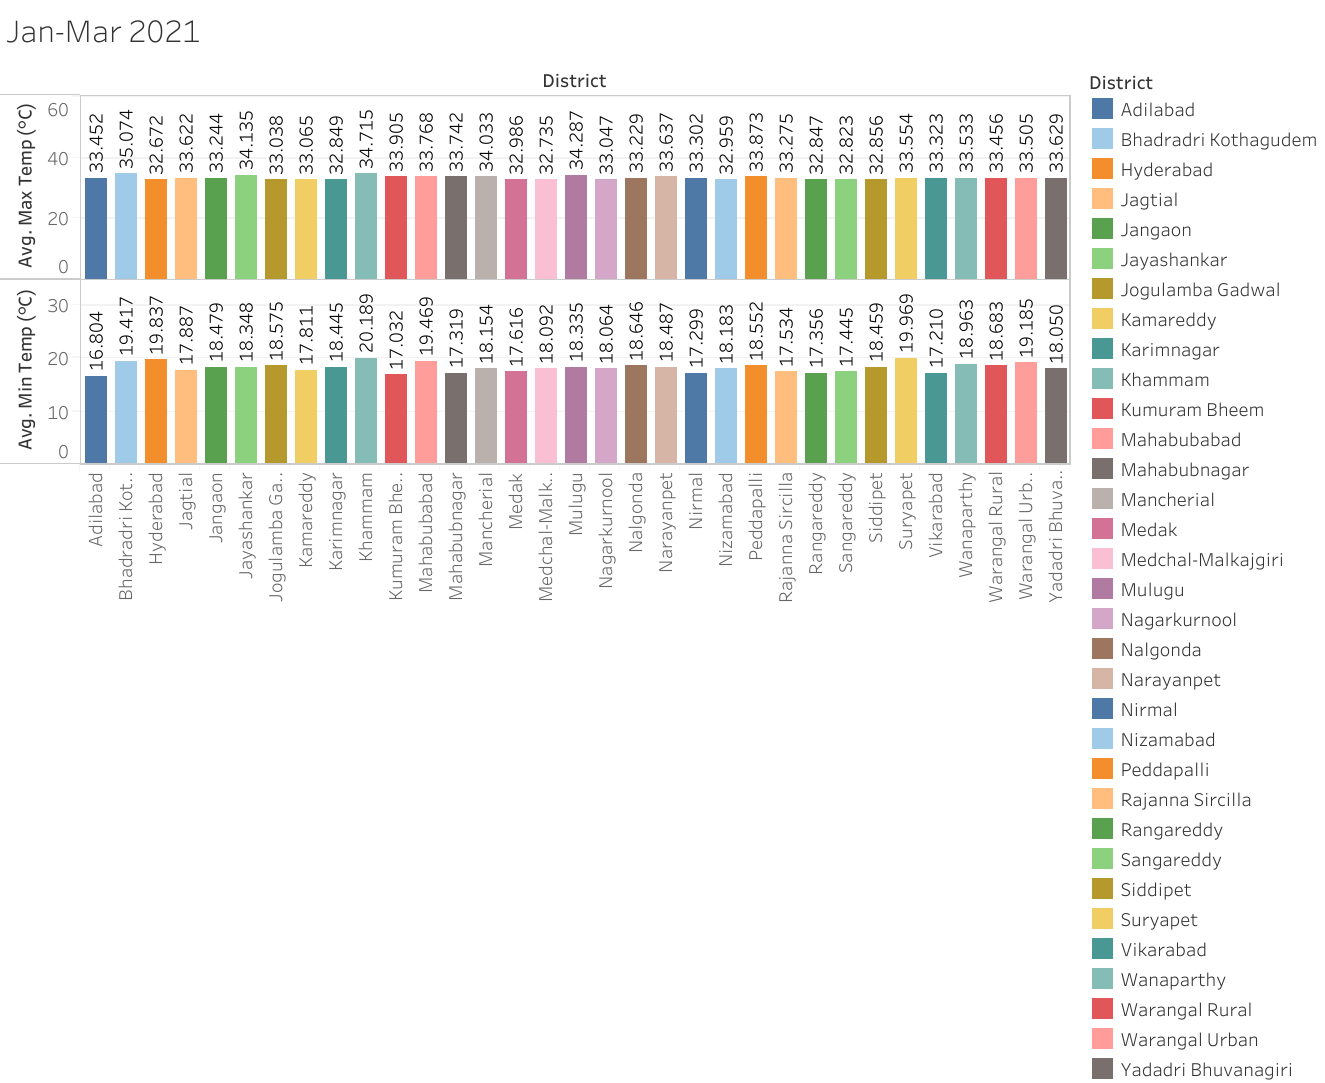 Jan-Mar 2021
District
Avg. Max Temp (°C)
60
40
20
0
33.452
35.074
32.672
33.622
33.244
34.135
33.038
33.065
32.849
34.715
33.905
33.768
33.742
34.033
32.986
32.735
34.287
33.047
33.229
33.637
33.302
32.959
33.873
33.275
32.847
32.823
32.856
33.554
33.323
33.533
33.456
33.505
33.629
Avg. Min Temp (°C)
30
20
10
0
16.804
19.417
19.837
17.887
18.479
18.348
18.575
17.811
18.445
20.189
17.032
19.469
17.319
18.154
17.616
18.092
18.335
18.064
18.646
18.487
17.299
18.183
18.552
17.534
17.356
17.445
18.459
19.969
17.210
18.963
18.683
19.185
18.050
Adilabad
Bhadradri Kot..
Hyderabad
Jagtial
Jangaon
Jayashankar
Jogulamba Ga..
Kamareddy
Karimnagar
Khammam
Kumuram Bhe..
Mahabubabad
Mahabubnagar
Mancherial
Medak
Medchal-Malk..
Mulugu
Nagarkurnool
Nalgonda
Narayanpet
Nirmal
Nizamabad
Peddapalli
Rajanna Sircilla
Rangareddy
Sangareddy
Siddipet
Suryapet
Vikarabad
Wanaparthy
Warangal Rural
Warangal Urb..
Yadadri Bhuva..
District
Adilabad
Bhadradri Kothagudem
Hyderabad
Jagtial
Jangaon
Jayashankar
Jogulamba Gadwal
Kamareddy
Karimnagar
Khammam
Kumuram Bheem
Mahabubabad
Mahabubnagar
Mancherial
Medak
Medchal-Malkajgiri
Mulugu
Nagarkurnool
Nalgonda
Narayanpet
Nirmal
Nizamabad
Peddapalli
Rajanna Sircilla
Rangareddy
Sangareddy
Siddipet
Suryapet
Vikarabad
Wanaparthy
Warangal Rural
Warangal Urban
Yadadri Bhuvanagiri